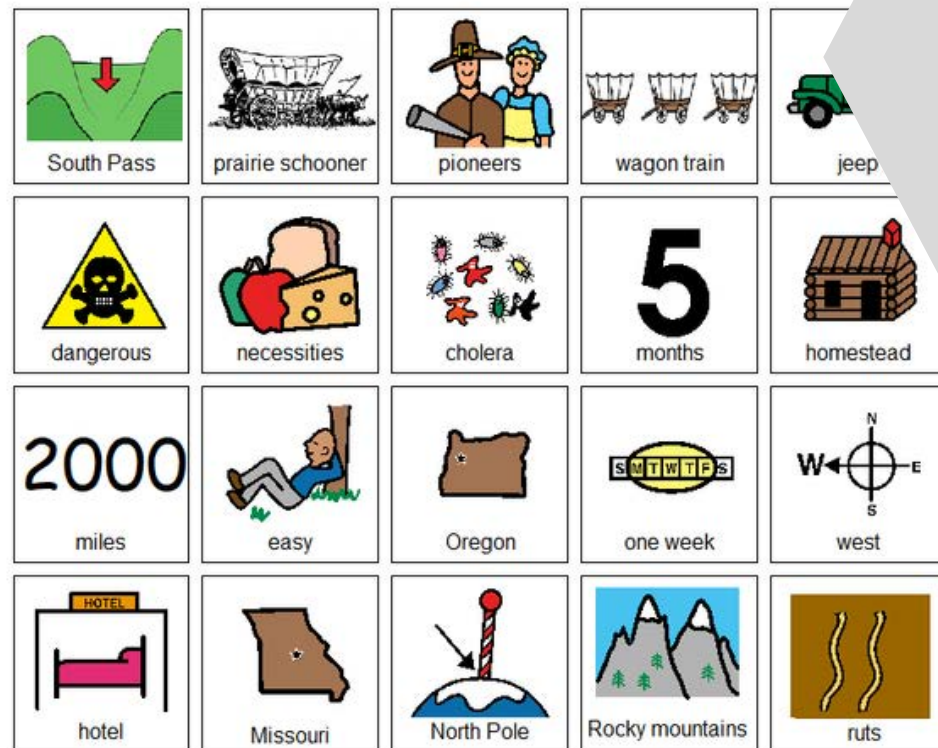 South Pass
prairie schooner
pioneers
wagon train
jeep
dangerous
necessities
cholera
5
months
homestead
2000
miles
easy
Oregon
S M T W T F S
one week
N
W E
S
west
HOTEL
hotel
Missouri
North Pole
Rocky mountains
ruts